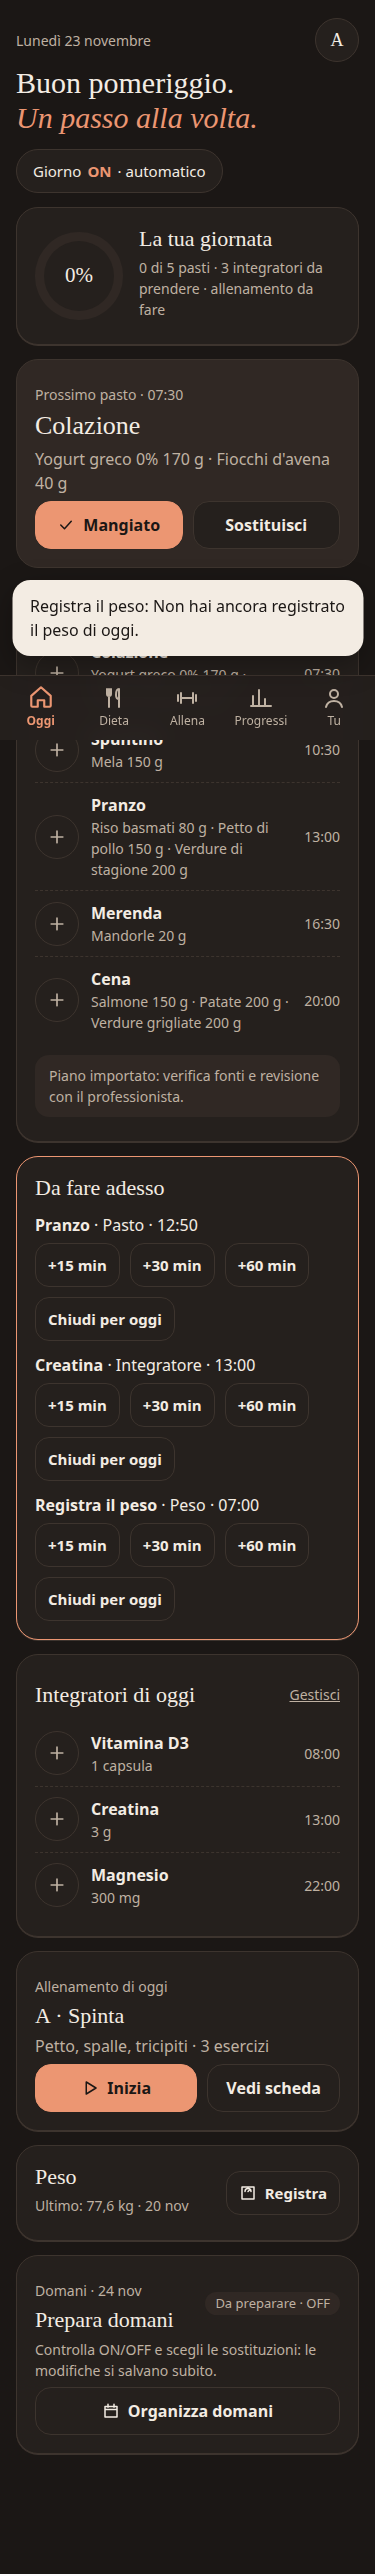 Lunedì 23 novembre
A
Buon pomeriggio.
Un passo alla volta.
Giorno ON · automatico
0%
La tua giornata
0 di 5 pasti · 3 integratori da
prendere · allenamento da
fare
Prossimo pasto · 07:30
Colazione
Yogurt greco 0% 170 g · Fiocchi d'avena
40 g
Mangiato
Sostituisci
Registra il peso: Non hai ancora registrato
il peso di oggi.
Colazione
Yogurt greco 0% 170 g ·
07:30
Oggi
Dieta
Allena
Progressi
Tu
Spuntino
Mela 150 g
10:30
Pranzo
Riso basmati 80 g · Petto di
pollo 150 g · Verdure di
stagione 200 g
13:00
Merenda
Mandorle 20 g
16:30
Cena
Salmone 150 g · Patate 200 g ·
Verdure grigliate 200 g
20:00
Piano importato: verifica fonti e revisione
con il professionista.
Da fare adesso
Pranzo · Pasto · 12:50
+15 min
+30 min
+60 min
Chiudi per oggi
Creatina · Integratore · 13:00
+15 min
+30 min
+60 min
Chiudi per oggi
Registra il peso · Peso · 07:00
+15 min
+30 min
+60 min
Chiudi per oggi
Integratori di oggi
Gestisci
Vitamina D3
1 capsula
08:00
Creatina
3 g
13:00
Magnesio
300 mg
22:00
Allenamento di oggi
A · Spinta
Petto, spalle, tricipiti · 3 esercizi
Inizia
Vedi scheda
Peso
Ultimo: 77,6 kg · 20 nov
Registra
Domani · 24 nov
Prepara domani
Da preparare · OFF
Controlla ON/OFF e scegli le sostituzioni: le
modifiche si salvano subito.
Organizza domani